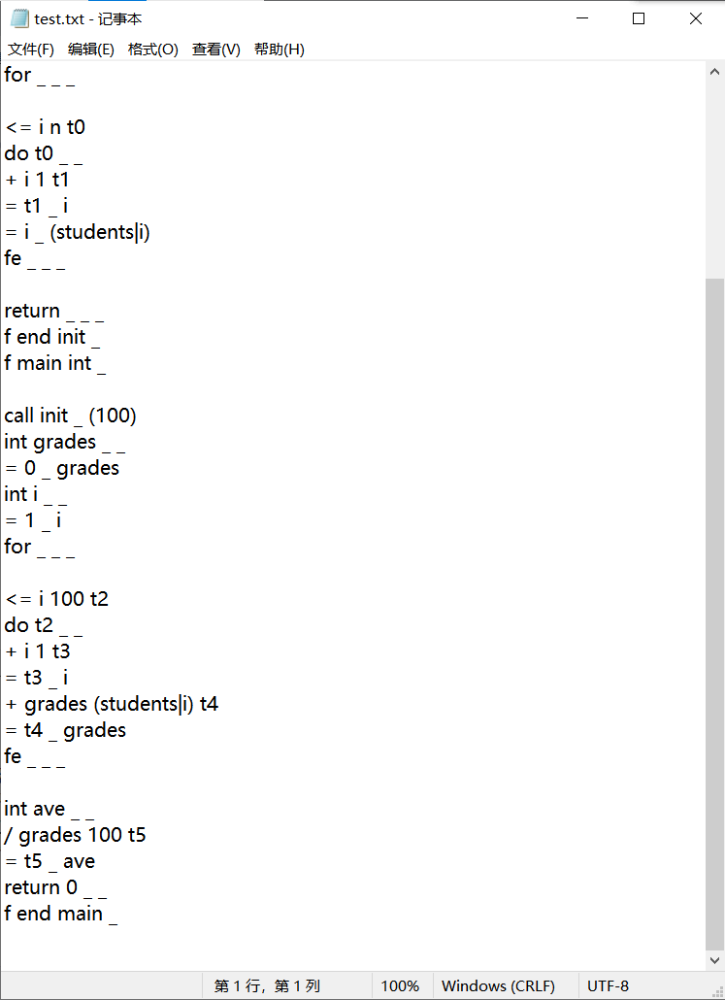 test.txt - 记事本
文件(F) 编辑(E) 格式(O) 查看(V) 帮助(H)
for _ _ _
<= i n t0
do t0 _ _
+ i 1 t1
= t1 _ i
= i _ (students|i)
fe _ _ _
return _ _ _
f end init _
f main int _
call init _ (100)
int grades _ _
= 0 _ grades
int i _ _
= 1 _ i
for _ _ _
<= i 100 t2
do t2 _ _
+ i 1 t3
= t3 _ i
+ grades (students|i) t4
= t4 _ grades
fe _ _ _
int ave _ _
/ grades 100 t5
= t5 _ ave
return 0 _ _
f end main _
第 1 行，第 1 列 100% Windows (CRLF) UTF-8